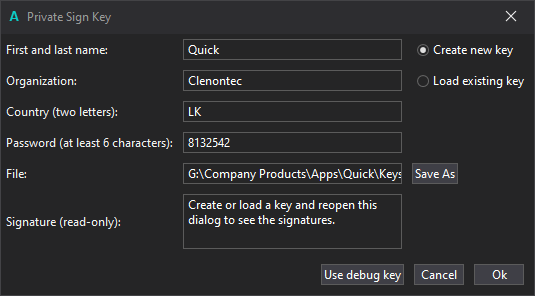 A Private Sign Key
First and last name: Quick Create new key
Organization: Clenontec Load existing key
Country (two letters): LK
Password (at least 6 characters): 8132542
File: G:\Company Products\Apps\Quick\Keys Save As
Signature (read-only): Create or load a key and reopen this
dialog to see the signatures.
Use debug key Cancel Ok